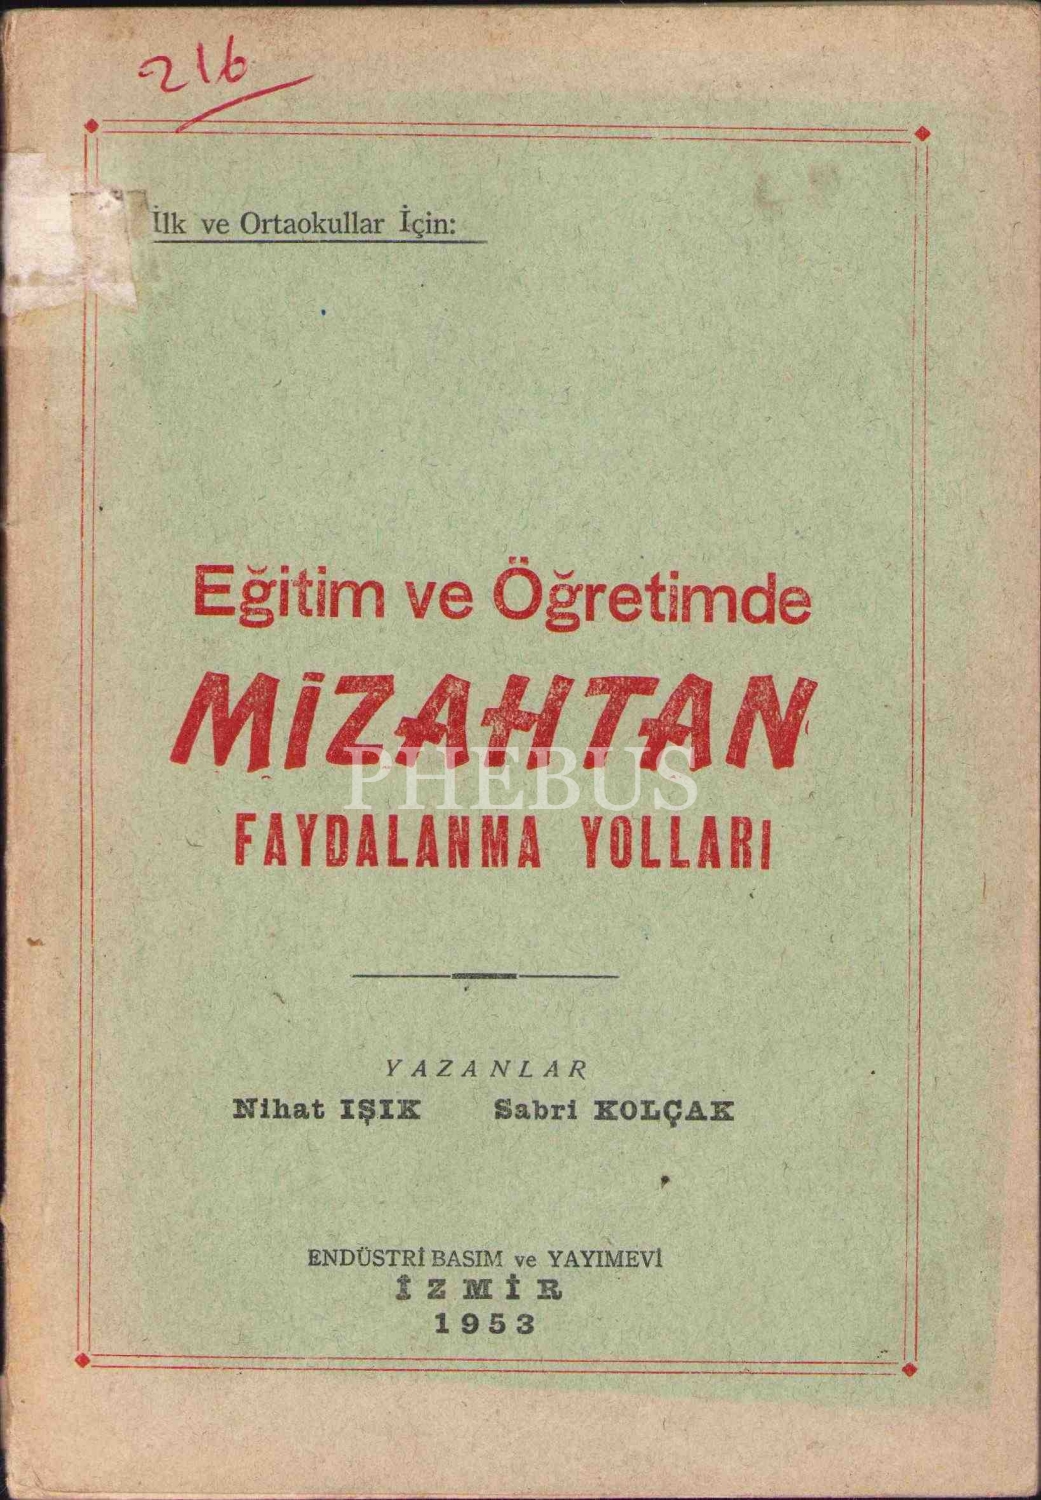 216
İlk ve Ortaokullar İçin:
Eğitim ve Öğretimde
MİZAHTAN
PHEBUS
FAYDALANMA YOLLARI
YAZANLAR
Nihat IŞIK Sabri KOLÇAK
ENDÜSTRİ BASIM ve YAYIMEVİ
İZMİR
1953